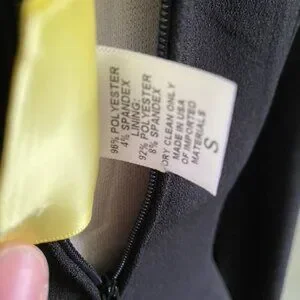 96% POLYESTER
4% SPANDEX
LINING:
92% POLYESTER
8% SPANDEX
DRY CLEAN ONLY
MADE IN USA
OF IMPORTED
MATERIALS
S